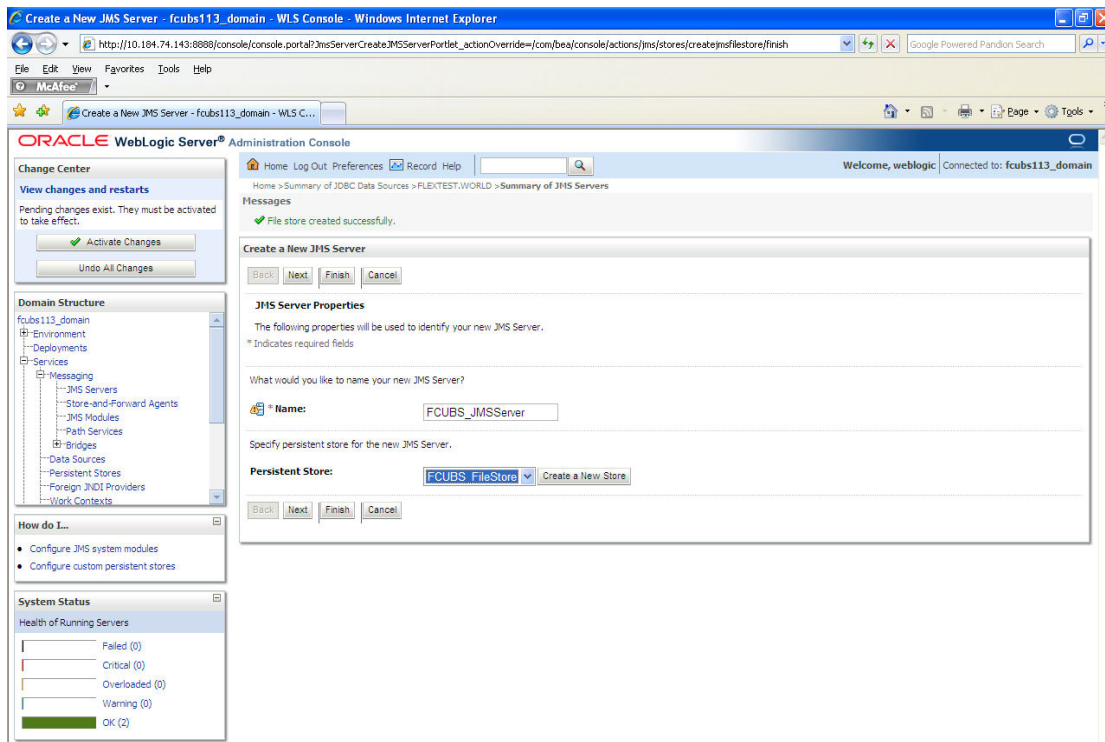 Create a New JMS Server - fcubs113_domain - WLS Console - Windows Internet Explorer
http://10.184.74.143:8888/console/console.portal?JmsServerCreateJMSServerPortlet_actionOverride=/com/bea/console/actions/jms/stores/createjmsfilestore/finish
Google Powered Pandion Search
File Edit View Favorites Tools Help
McAfee
Create a New JMS Server - fcubs113_domain - WLS C...
Page Tools
ORACLE WebLogic Server® Administration Console
Change Center
View changes and restarts
Pending changes exist. They must be activated
to take effect.
Activate Changes
Undo All Changes
Domain Structure
fcubs113_domain
Environment
Deployments
Services
Messaging
JMS Servers
Store-and-Forward Agents
JMS Modules
Path Services
Bridges
Data Sources
Persistent Stores
Foreign JNDI Providers
Work Contexts
How do I...
Configure JMS system modules
Configure custom persistent stores
System Status
Health of Running Servers
Failed (0)
Critical (0)
Overloaded (0)
Warning (0)
OK (2)
Home Log Out Preferences Record Help
Welcome, weblogic Connected to: fcubs113_domain
Home >Summary of JDBC Data Sources >FLEXTEST.WORLD >Summary of JMS Servers
Messages
File store created successfully.
Create a New JMS Server
Back Next Finish Cancel
JMS Server Properties
The following properties will be used to identify your new JMS Server.
* Indicates required fields
What would you like to name your new JMS Server?
* Name: FCUBS_JMSServer
Specify persistent store for the new JMS Server.
Persistent Store: FCUBS_FileStore Create a New Store
Back Next Finish Cancel